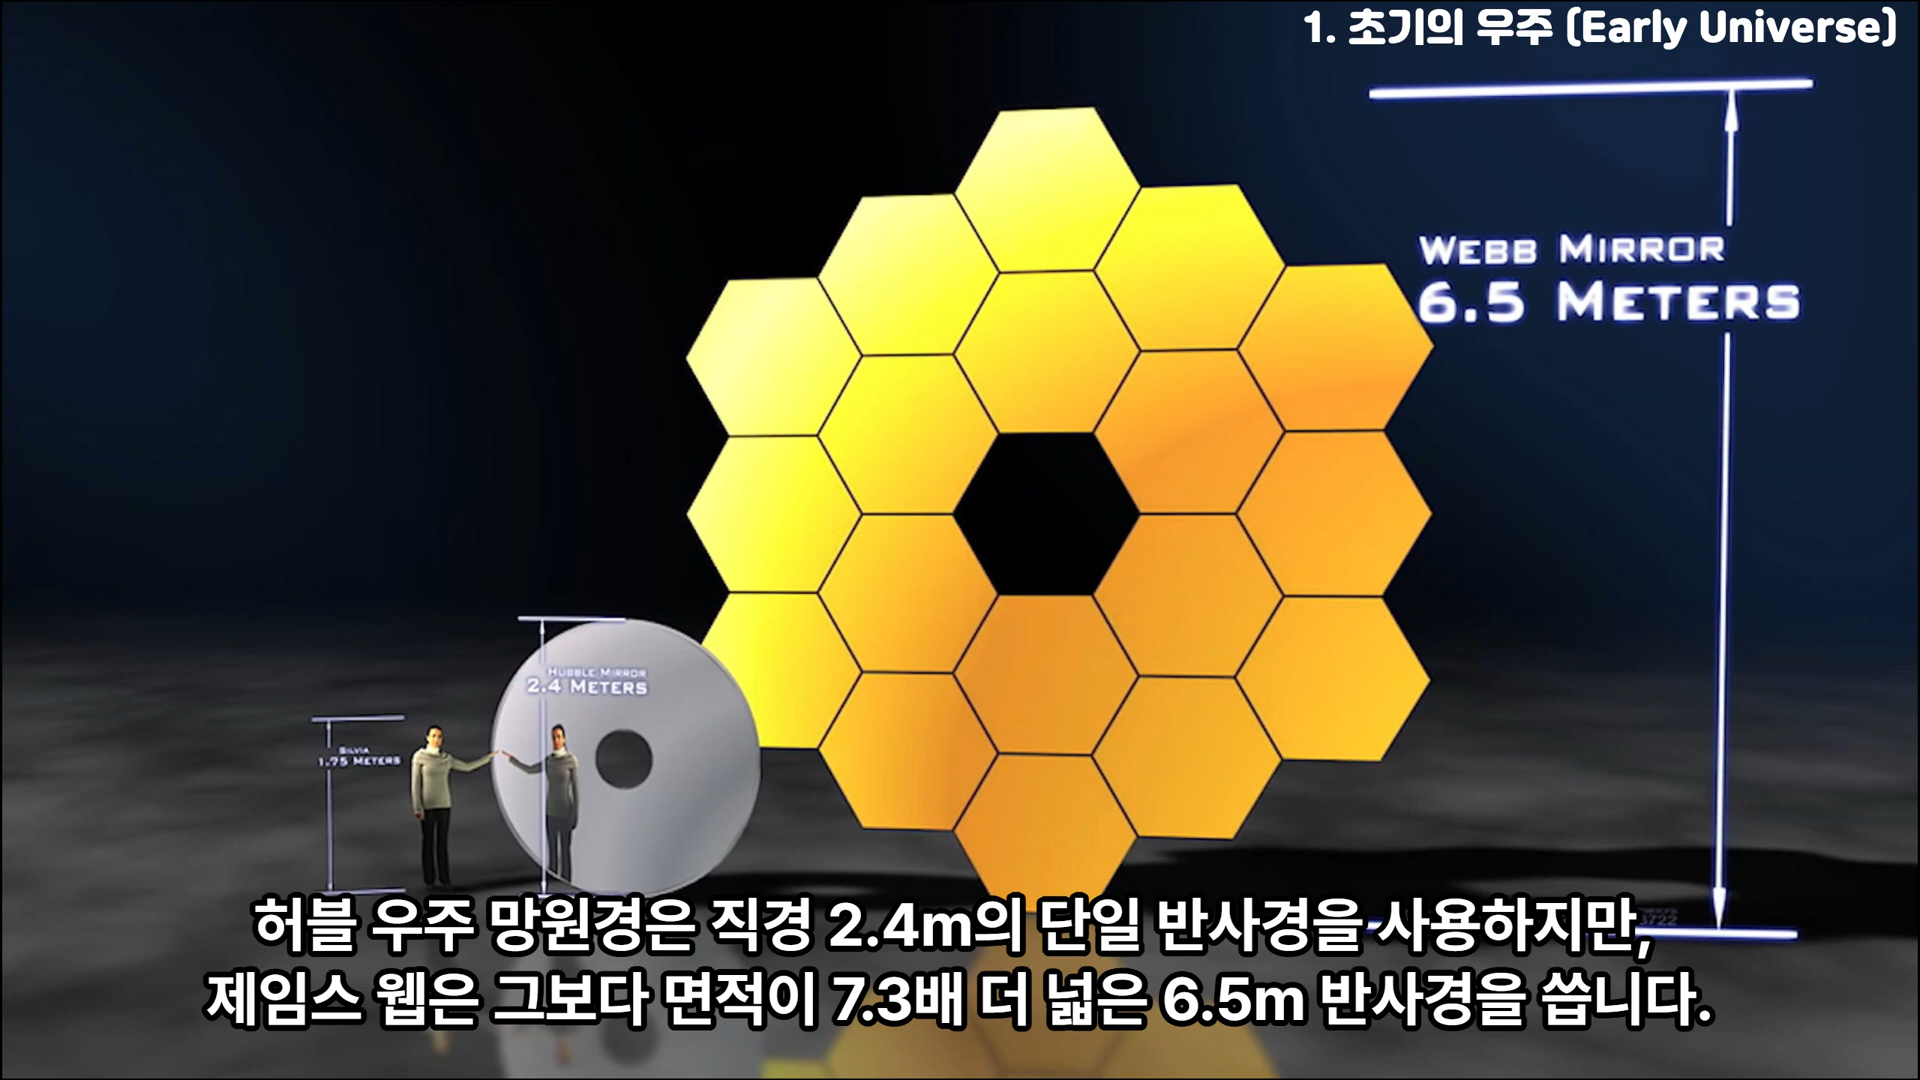 1. 초기의 우주 (Early Universe)
WEBB MIRROR
6.5 METERS
HUBBLE MIRROR
2.4 METERS
SILVIA
1.75 METERS
허블 우주 망원경은 직경 2.4m의 단일 반사경을 사용하지만,
제임스 웹은 그보다 면적이 7.3배 더 넓은 6.5m 반사경을 씁니다.